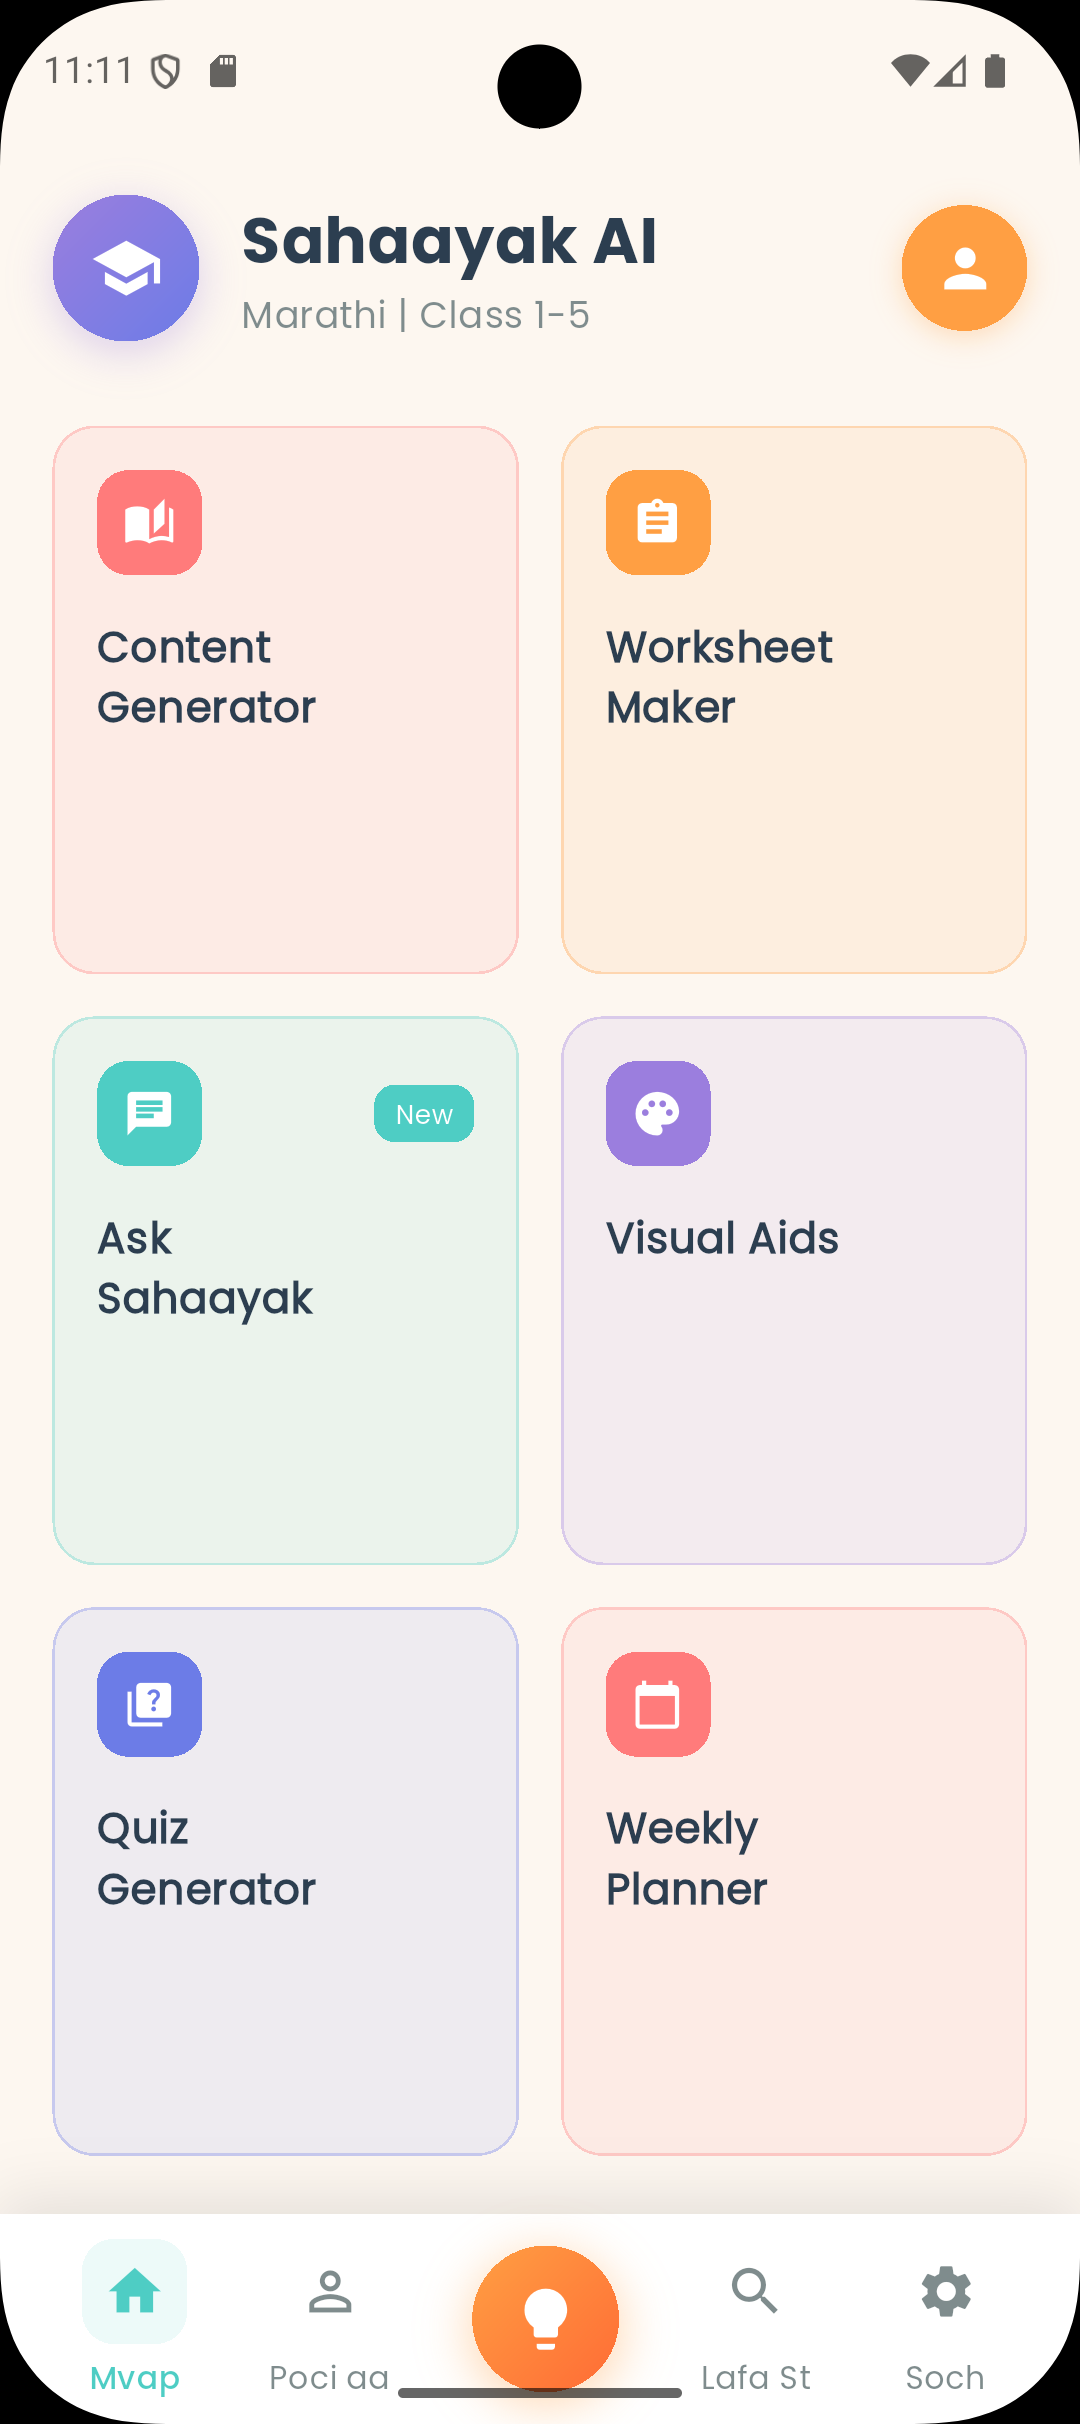 11:11
Sahaayak AI
Marathi | Class 1-5
Content
Generator
Worksheet
Maker
New
Ask
Sahaayak
Visual Aids
Quiz
Generator
Weekly
Planner
Mvap
Poci aa
Lafa St
Soch